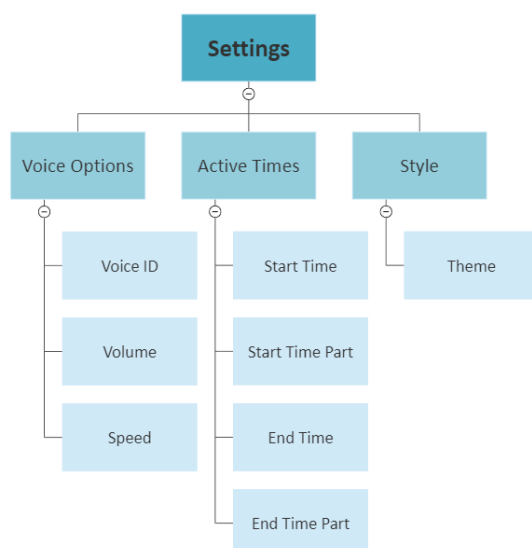 Settings
Voice Options
Active Times
Style
Voice ID
Start Time
Theme
Volume
Start Time Part
Speed
End Time
End Time Part